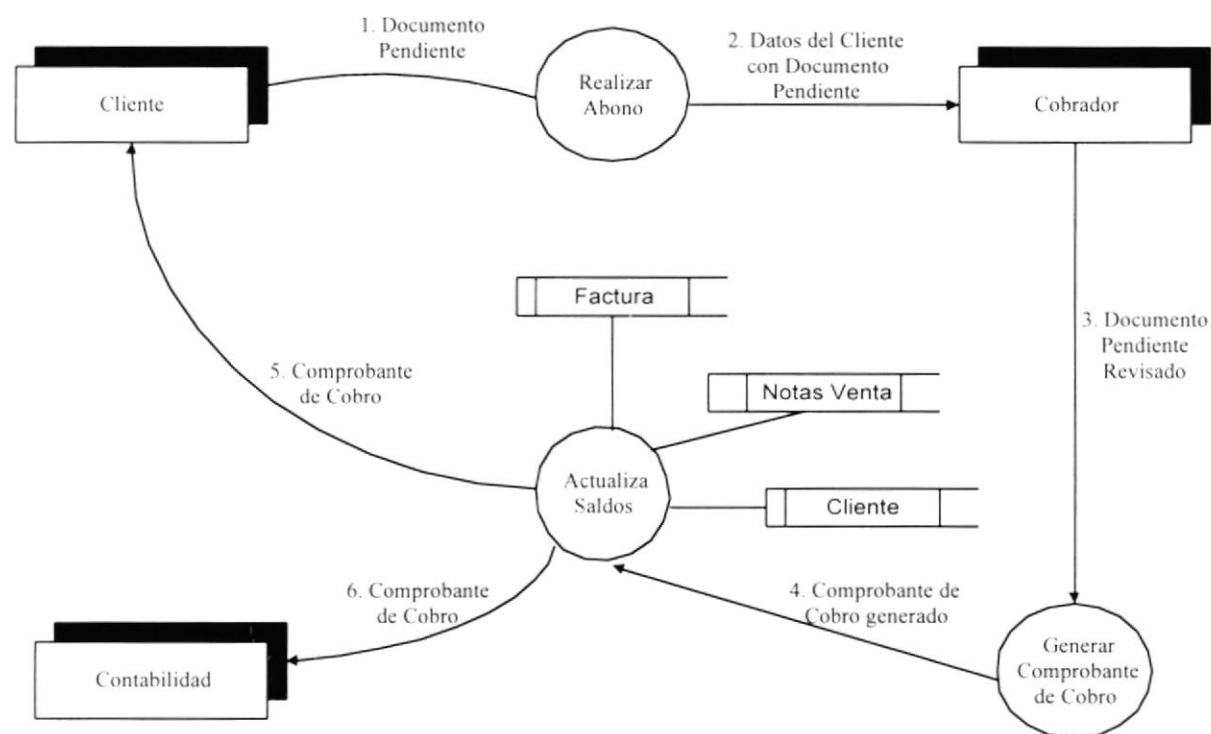 1. Documento
Pendiente
2. Datos del Cliente
con Documento
Pendiente
Cliente
Realizar
Abono
Cobrador
3. Documento
Pendiente
Revisado
Factura
Notas Venta
Cliente
5. Comprobante
de Cobro
Actualiza
Saldos
4. Comprobante de
Cobro generado
6. Comprobante
de Cobro
Contabilidad
Generar
Comprobante
de Cobro